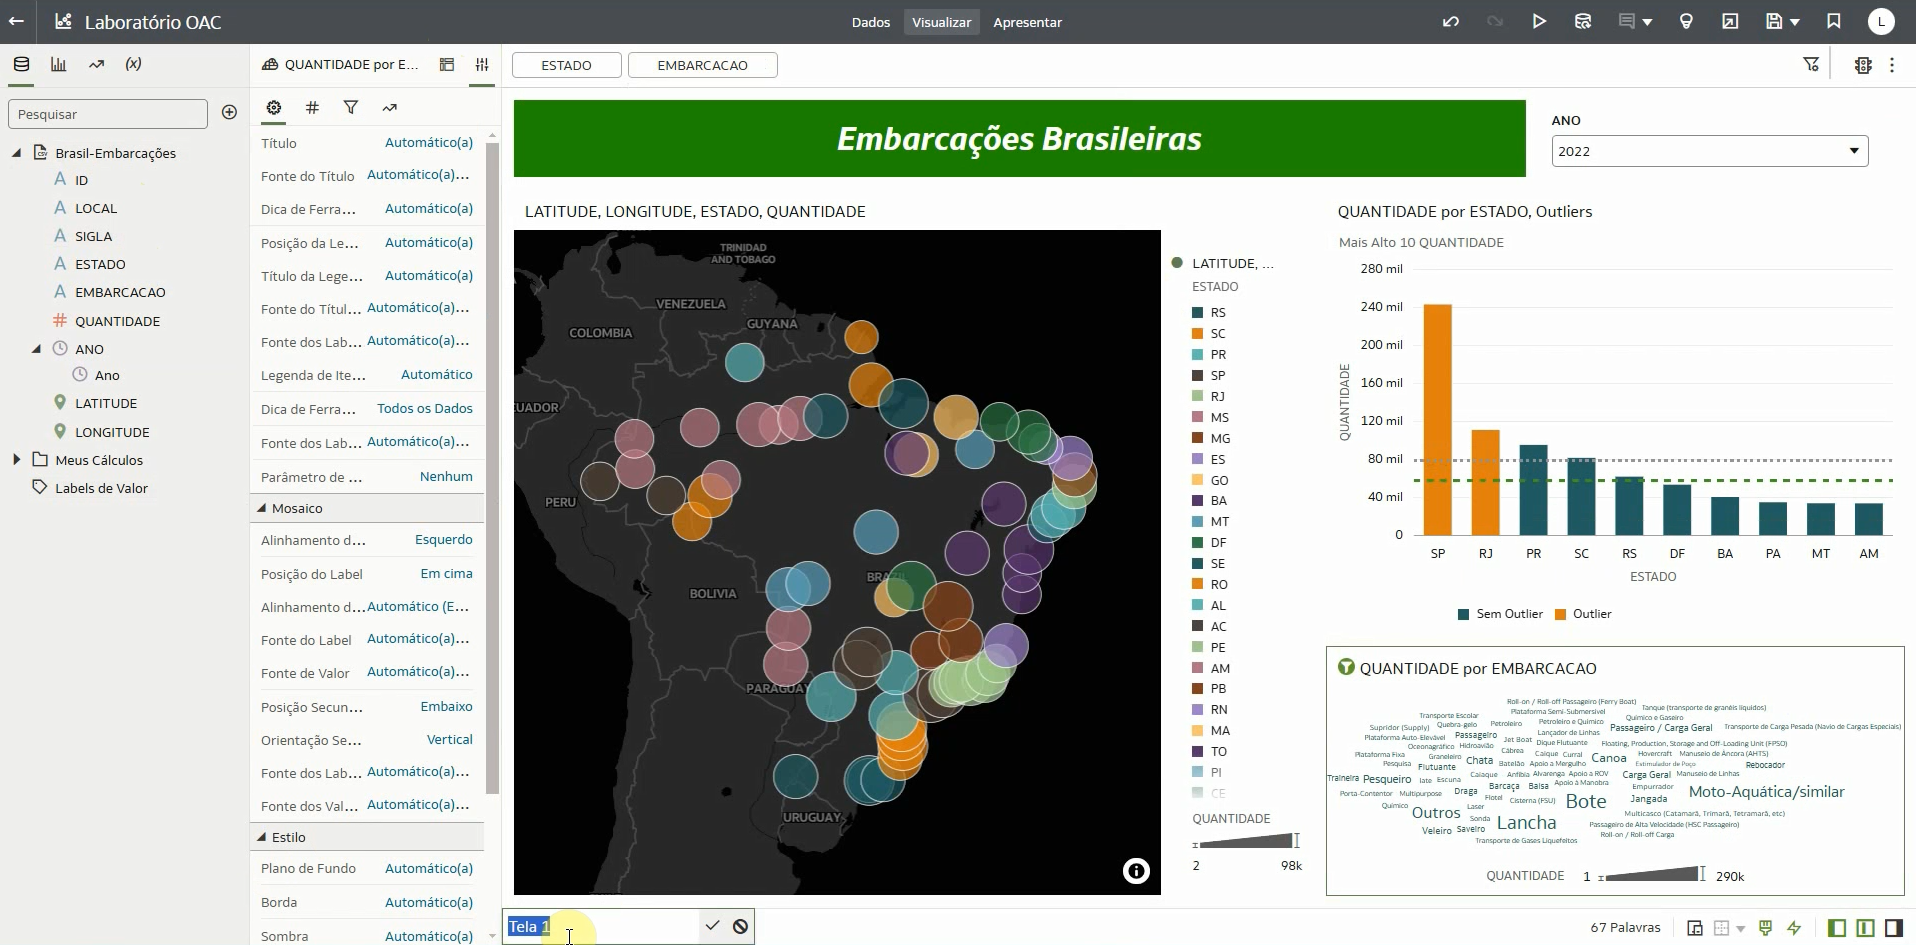 Laboratório OAC
Dados
Visualizar
Apresentar
L
QUANTIDADE por E...
ESTADO
EMBARCACAO
Pesquisar
Brasil-Embarcações
ID
LOCAL
SIGLA
ESTADO
EMBARCACAO
QUANTIDADE
ANO
Ano
LATITUDE
LONGITUDE
Meus Cálculos
Labels de Valor
Título Automático(a)
Fonte do Título Automático(a)...
Dica de Ferra... Automático(a)
Posição da Le... Automático(a)
Título da Lege... Automático(a)
Fonte do Títul... Automático(a)...
Fonte dos Lab... Automático(a)...
Legenda de Ite... Automático
Dica de Ferra... Todos os Dados
Fonte dos Lab... Automático(a)...
Parâmetro de ... Nenhum
Mosaico
Alinhamento d... Esquerdo
Posição do Label Em cima
Alinhamento d... Automático (E...
Fonte do Label Automático(a)...
Fonte de Valor Automático(a)...
Posição Secun... Embaixo
Orientação Se... Vertical
Fonte dos Lab... Automático(a)...
Fonte dos Val... Automático(a)...
Estilo
Plano de Fundo Automático(a)
Borda Automático(a)
Sombra Automático(a)
Embarcações Brasileiras
ANO
2022
LATITUDE, LONGITUDE, ESTADO, QUANTIDADE
TRINIDAD
AND TOBAGO
VENEZUELA
GUYANA
COLOMBIA
UADOR
PERU
BRAZIL
BOLIVIA
PARAGUAY
URUGUAY
LATITUDE, ...
ESTADO
RS
SC
PR
SP
RJ
MS
MG
ES
GO
BA
MT
DF
SE
RO
AL
AC
PE
AM
PB
RN
MA
TO
PI
CE
QUANTIDADE
2 98k
QUANTIDADE por ESTADO, Outliers
Mais Alto 10 QUANTIDADE
QUANTIDADE
280 mil
240 mil
200 mil
160 mil
120 mil
80 mil
40 mil
0
SP RJ PR SC RS DF BA PA MT AM
ESTADO
Sem Outlier Outlier
QUANTIDADE por EMBARCACAO
Roll-on / Roll-off Passageiro (Ferry Boat)
Tanque (transporte de granéis líquidos)
Plataforma Semi-Submersível
Transporte Escolar
Químico e Gaseiro
Supridor (Supply)
Quebra-gelo
Petroleiro
Petroleiro e Químico
Passageiro / Carga Geral
Transporte de Carga Pesada (Navio de Cargas Especiais)
Plataforma Auto-Elevável
Passageiro
Lançador de Linhas
Jet Boat
Dique Flutuante
Floating, Production, Storage and Off-Loading Unit (FPSO)
Oceanográfico
Hidroavião
Cábrea
Caique
Curral
Hovercraft
Manuseio de Âncora (AHTS)
Plataforma Fixa
Graneleiro
Chata
Batelão
Apoio a Mergulho
Canoa
Estimulador de Poço
Rebocador
Pesquisa
Flutuante
Caiaque
Anfíbia
Alvarenga
Apoio a ROV
Carga Geral
Manuseio de Linhas
Traineira
Pesqueiro
Iate
Escuna
Barcaça
Balsa
Apoio à Manobra
Empurrador
Moto-Aquática/similar
Porta-Contentor
Multipurpose
Draga
Flotel
Cisterna (FSU)
Bote
Jangada
Químico
Outros
Laser
Sonda
Lancha
Multicasco (Catamarã, Trimarã, Tetramarã, etc)
Passageiro de Alta Velocidade (HSC Passageiro)
Veleiro
Saveiro
Roll-on / Roll-off Carga
Transporte de Gases Liquefeitos
QUANTIDADE 1 290k
Tela 1
67 Palavras